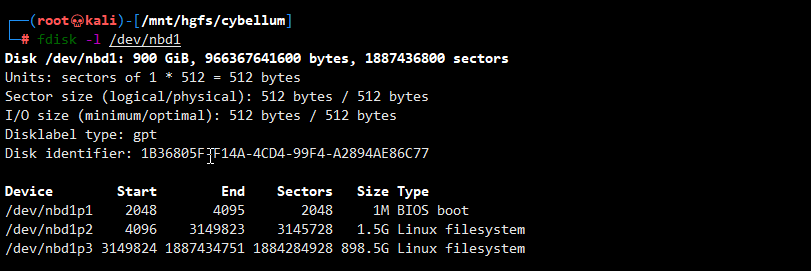 ┌──(root💀kali)-[/mnt/hgfs/cybellum]
└─# fdisk -l /dev/nbd1
Disk /dev/nbd1: 900 GiB, 966367641600 bytes, 1887436800 sectors
Units: sectors of 1 * 512 = 512 bytes
Sector size (logical/physical): 512 bytes / 512 bytes
I/O size (minimum/optimal): 512 bytes / 512 bytes
Disklabel type: gpt
Disk identifier: 1B36805F-F14A-4CD4-99F4-A2894AE86C77

Device Start End Sectors Size Type
/dev/nbd1p1 2048 4095 2048 1M BIOS boot
/dev/nbd1p2 4096 3149823 3145728 1.5G Linux filesystem
/dev/nbd1p3 3149824 1887434751 1884284928 898.5G Linux filesystem